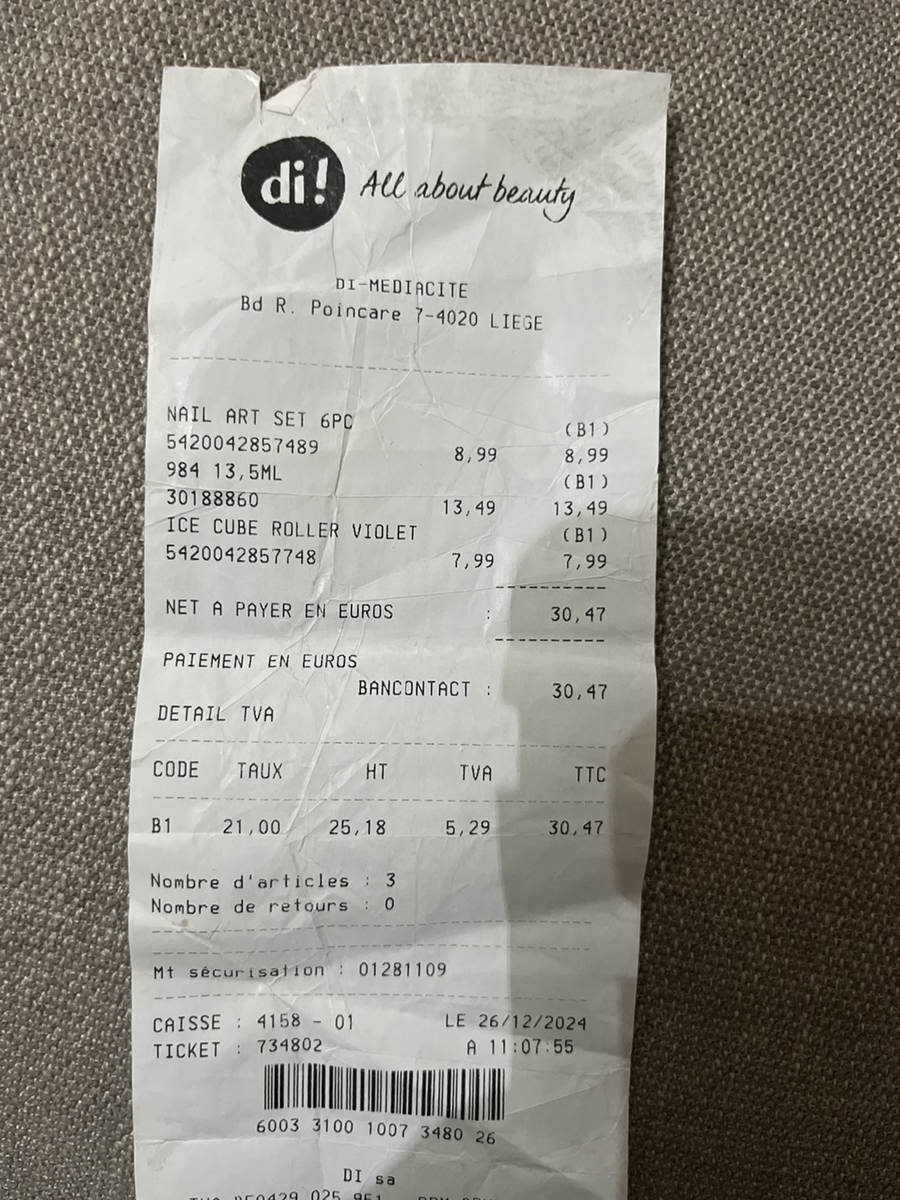 di! All about beauty
DI-MEDIACITE
Bd R. Poincare 7-4020 LIEGE
NAIL ART SET 6PC (B1)
5420042857489 8,99 8,99
984 13,5ML (B1)
30188860 13,49 13,49
ICE CUBE ROLLER VIOLET (B1)
5420042857748 7,99 7,99
NET A PAYER EN EUROS : 30,47
PAIEMENT EN EUROS
BANCONTACT : 30,47
DETAIL TVA
CODE TAUX HT TVA TTC
B1 21,00 25,18 5,29 30,47
Nombre d'articles : 3
Nombre de retours : 0
Mt sécurisation : 01281109
CAISSE : 4158 - 01 LE 26/12/2024
TICKET : 734802 A 11:07:55
6003 3100 1007 3480 26
DI sa